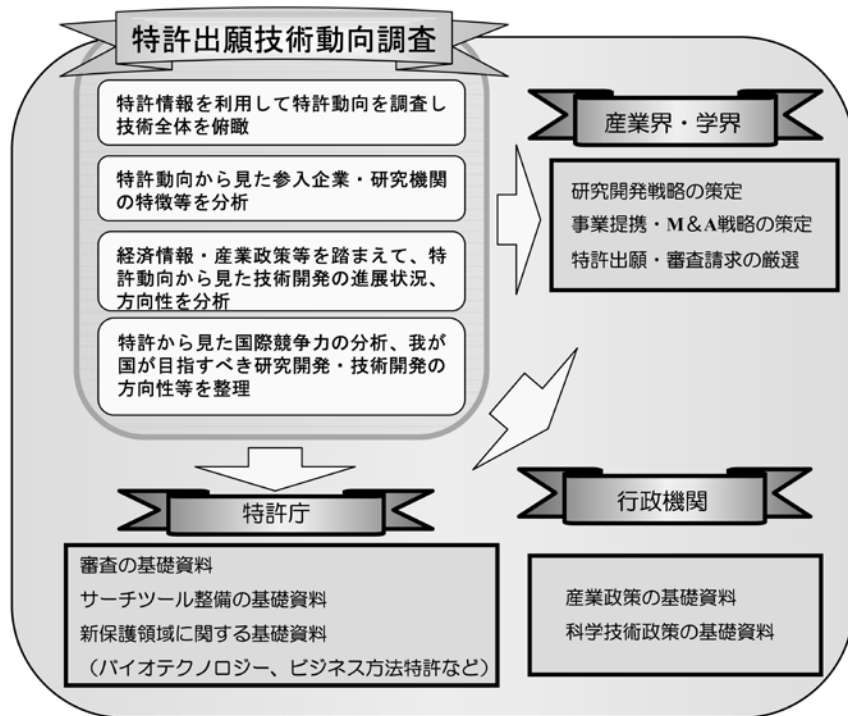 特許出願技術動向調査
特許情報を利用して特許動向を調査し
技術全体を俯瞰
特許動向から見た参入企業・研究機関
の特徴等を分析
経済情報・産業政策等を踏まえて、特
許動向から見た技術開発の進展状況、
方向性を分析
特許から見た国際競争力の分析、我が
国が目指すべき研究開発・技術開発の
方向性等を整理
産業界・学界
研究開発戦略の策定
事業提携・M&A戦略の策定
特許出願・審査請求の厳選
特許庁
審査の基礎資料
サーチツール整備の基礎資料
新保護領域に関する基礎資料
（バイオテクノロジー、ビジネス方法特許など）
行政機関
産業政策の基礎資料
科学技術政策の基礎資料